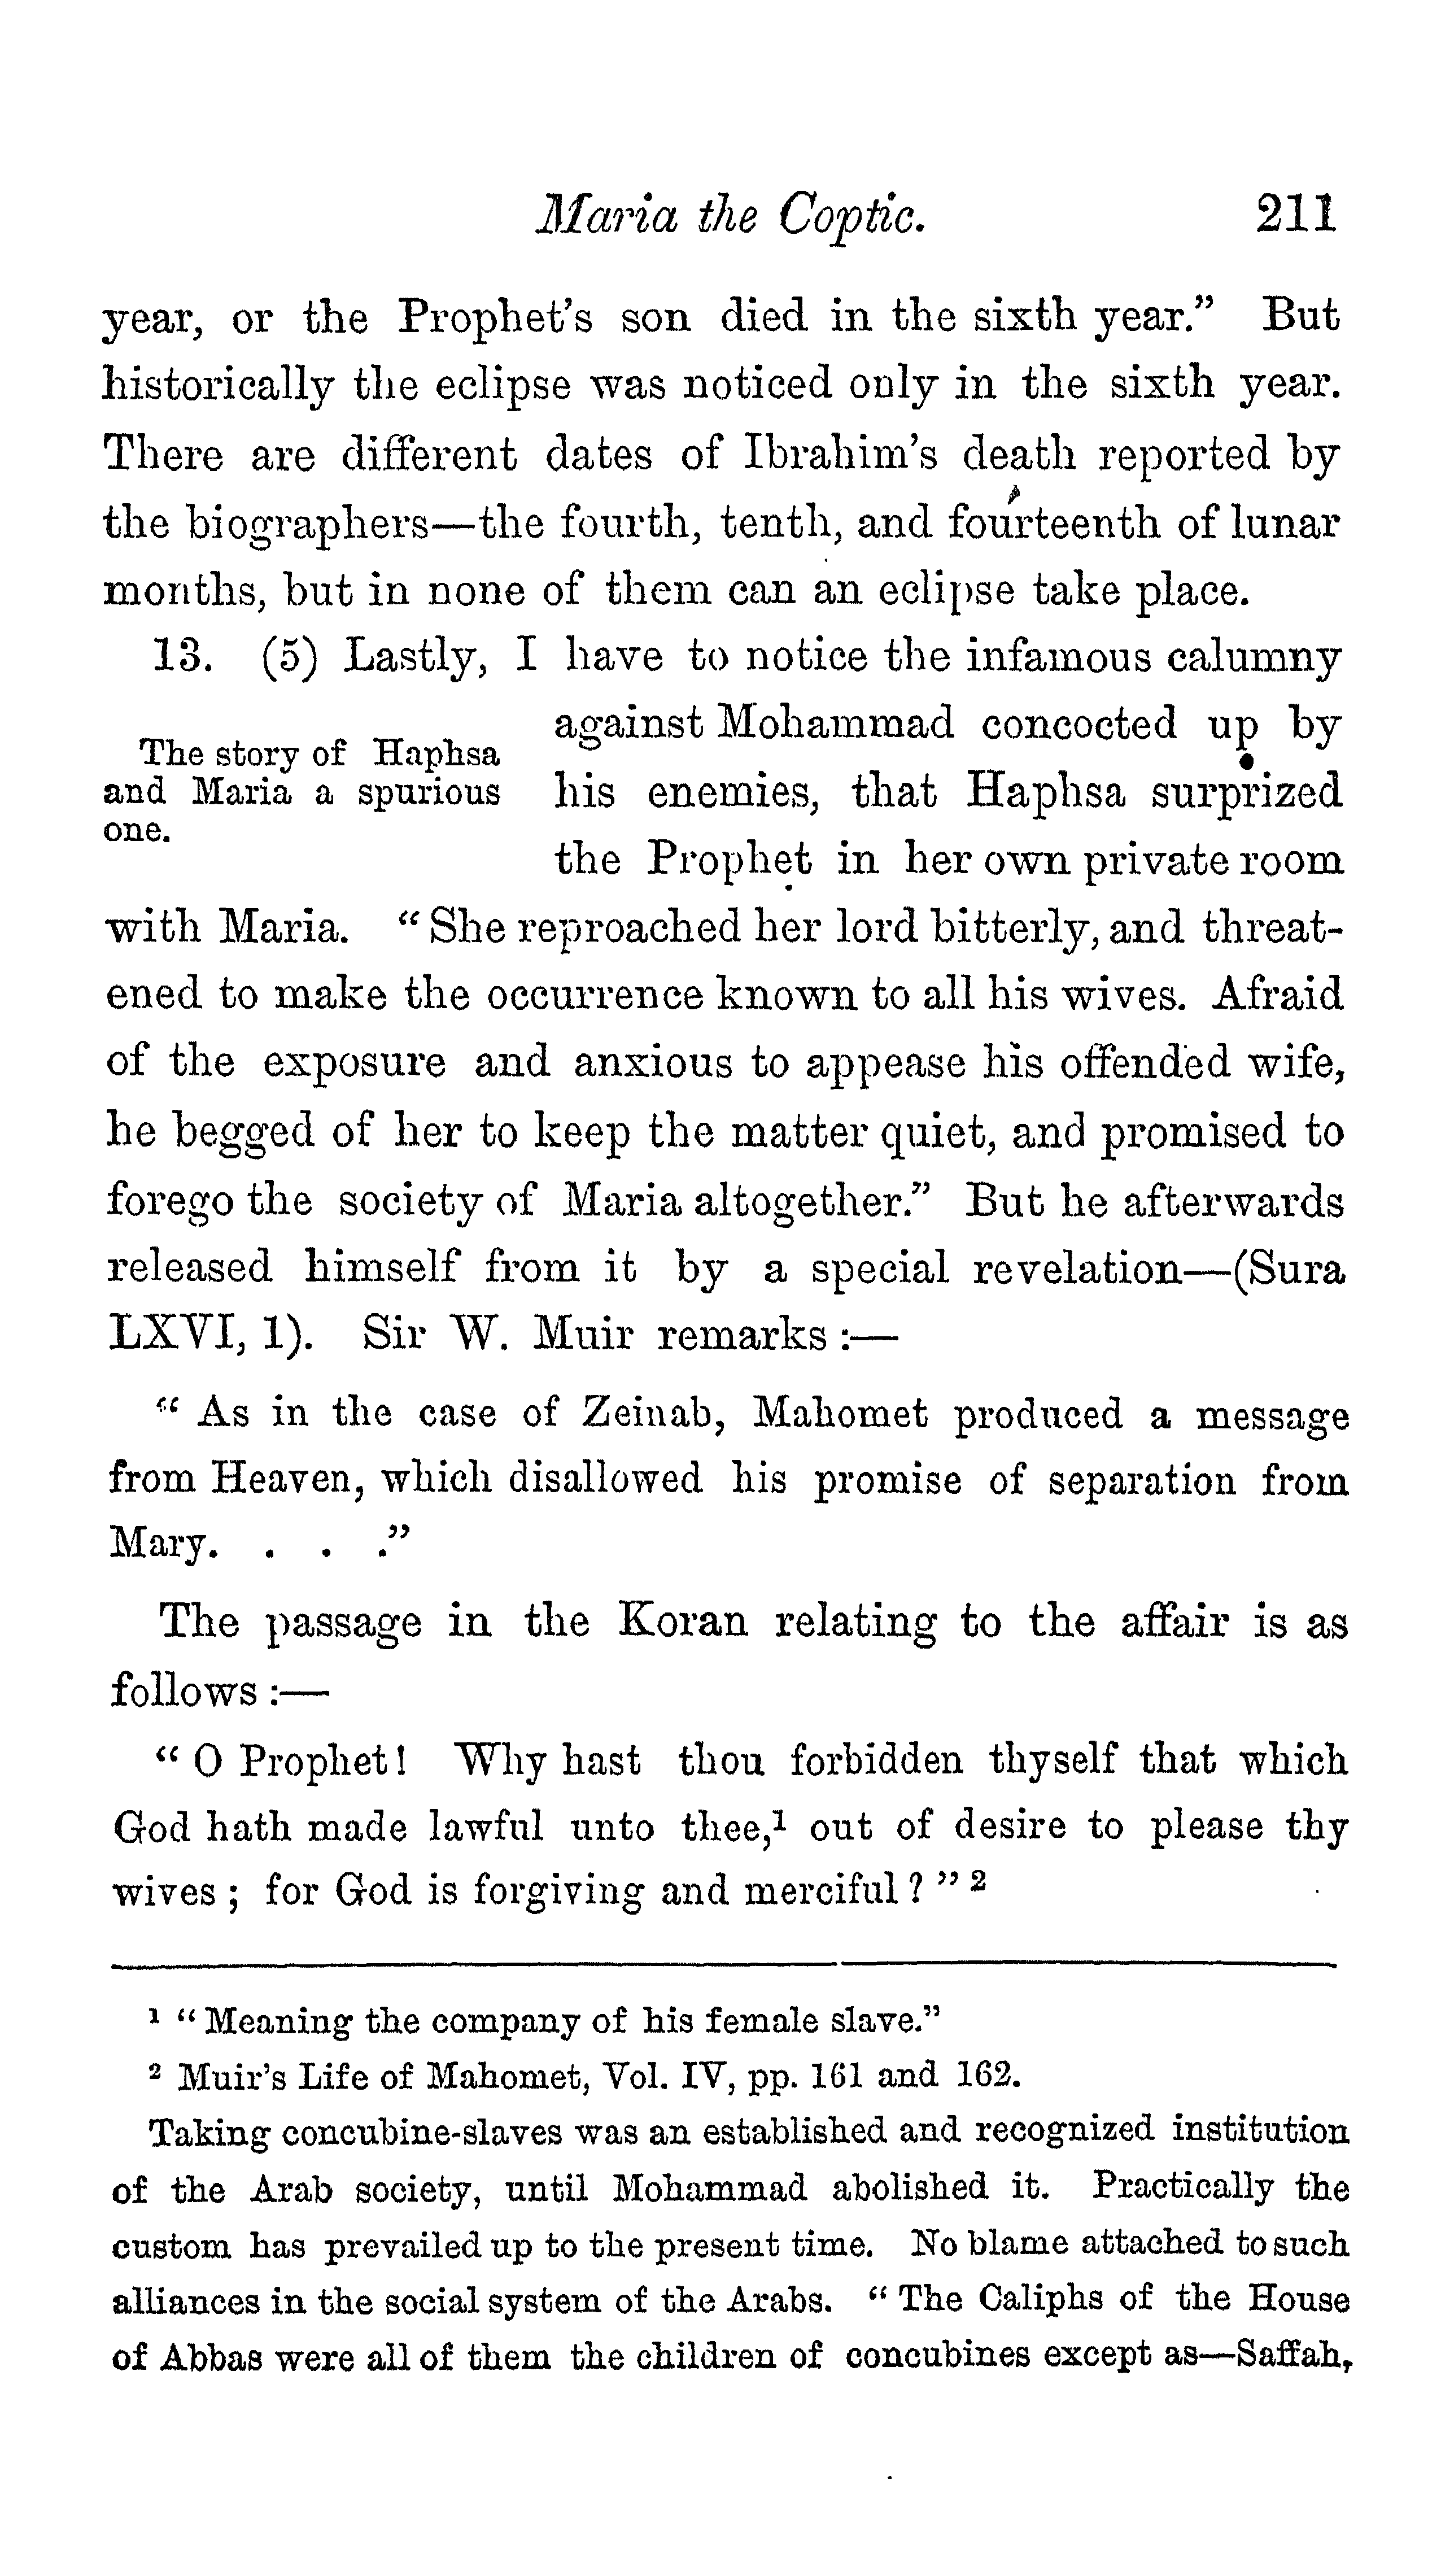 Maria the Coptic. 211
year, or the Prophet's son died in the sixth year." But
historically the eclipse was noticed only in the sixth year.
There are different dates of Ibrahim's death reported by
the biographers—the fourth, tenth, and fourteenth of lunar
months, but in none of them can an eclipse take place.
13. (5) Lastly, I have to notice the infamous calumny
The story of Haphsa
and Maria a spurious
one.
against Mohammad concocted up by
his enemies, that Haphsa surprized
the Prophet in her own private room
with Maria. "She reproached her lord bitterly, and threat-
ened to make the occurrence known to all his wives. Afraid
of the exposure and anxious to appease his offended wife,
he begged of her to keep the matter quiet, and promised to
forego the society of Maria altogether." But he afterwards
released himself from it by a special revelation—(Sura
LXVI, 1). Sir W. Muir remarks :—
"As in the case of Zeinab, Mahomet produced a message
from Heaven, which disallowed his promise of separation from
Mary. . . ."
The passage in the Koran relating to the affair is as
follows :—
"O Prophet! Why hast thou forbidden thyself that which
God hath made lawful unto thee,¹ out of desire to please thy
wives ; for God is forgiving and merciful ? " ²
¹ "Meaning the company of his female slave."
² Muir's Life of Mahomet, Vol. IV, pp. 161 and 162.
Taking concubine-slaves was an established and recognized institution
of the Arab society, until Mohammad abolished it. Practically the
custom has prevailed up to the present time. No blame attached to such
alliances in the social system of the Arabs. "The Caliphs of the House
of Abbas were all of them the children of concubines except as—Saffah,